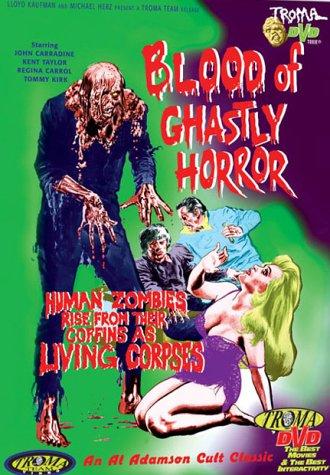 LLOYD KAUFMAN AND MICHAEL HERZ PRESENT A TROMA TEAM RELEASE
TROMA
DVD
Starring
JOHN CARRADINE
KENT TAYLOR
REGINA CARROL
TOMMY KIRK
BLOOD OF
GHASTLY
HORROR
HUMAN ZOMBIES
RISE FROM THEIR
COFFINS AS
LIVING CORPSES
TROMA
TEAM
An Al Adamson Cult Classic
TROMA
DVD
THE BEST
MOVIES
& THE BEST
INTERACTIVITY